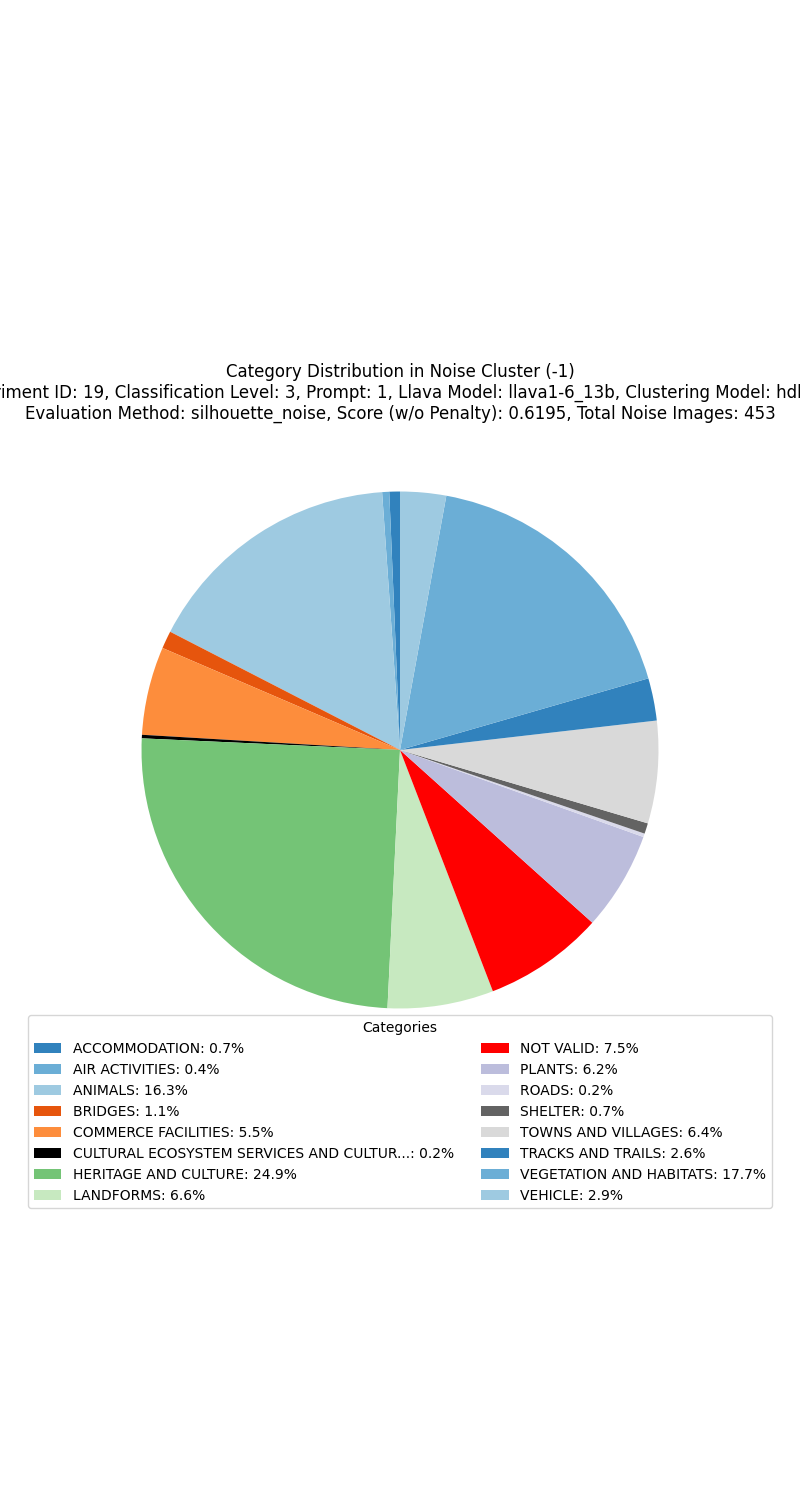 Category Distribution in Noise Cluster (-1)
19, Classification Level: 3, Prompt: 1, Llava Model: llava1-6_13b, Clustering Model:
Evaluation Method: silhouette_noise, Score (w/o Penalty): 0.6195, Total Noise Images: 453
Categories
ACCOMMODATION: 0.7%
AIR ACTIVITIES: 0.4%
ANIMALS: 16.3%
BRIDGES: 1.1%
COMMERCE FACILITIES: 5.5%
CULTURAL ECOSYSTEM SERVICES AND CULTUR...: 0.2%
HERITAGE AND CULTURE: 24.9%
LANDFORMS: 6.6%
NOT VALID: 7.5%
PLANTS: 6.2%
ROADS: 0.2%
SHELTER: 0.7%
TOWNS AND VILLAGES: 6.4%
TRACKS AND TRAILS: 2.6%
VEGETATION AND HABITATS: 17.7%
VEHICLE: 2.9%